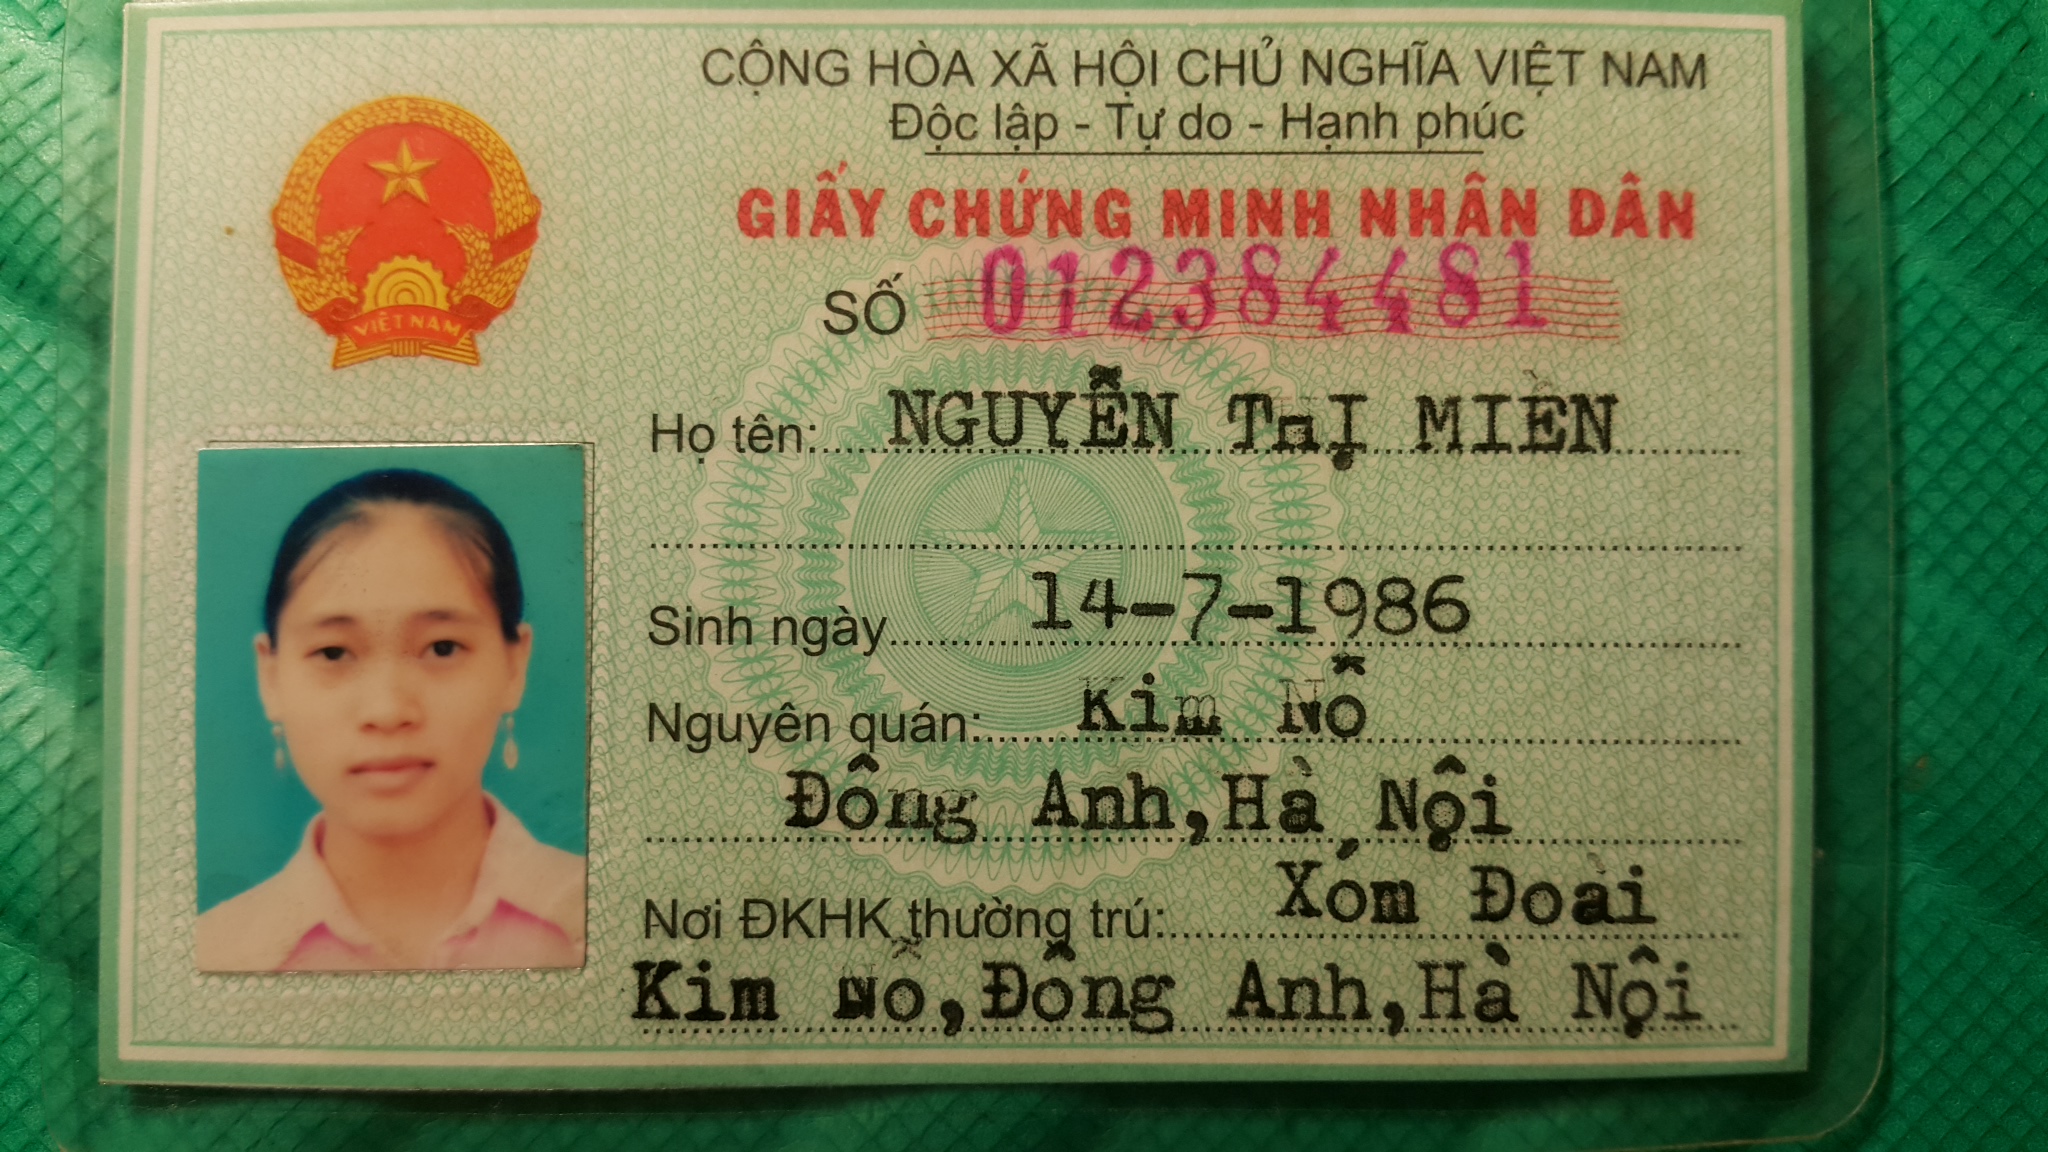 CỘNG HÒA XÃ HỘI CHỦ NGHĨA VIỆT NAM
Độc lập - Tự do - Hạnh phúc
GIẤY CHỨNG MINH NHÂN DÂN
SỐ 012384481
VIỆT NAM
Họ tên: NGUYỄN THỊ MIỀN
Sinh ngày 14-7-1986
Nguyên quán: Kim Nỗ
Đông Anh,Hà Nội
Nơi ĐKHK thường trú: Xóm Đoài
Kim Nỗ,Đông Anh,Hà Nội